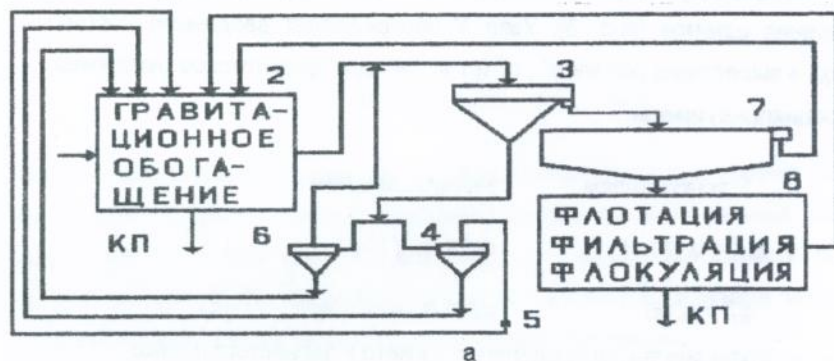 2
3
7
ГРАВИТА-
ЦИОННОЕ
ОБОГА-
ЩЕНИЕ
8
ФЛОТАЦИЯ
ФИЛЬТРАЦИЯ
ФЛОКУЛЯЦИЯ
КП
6
4
5
КП
а